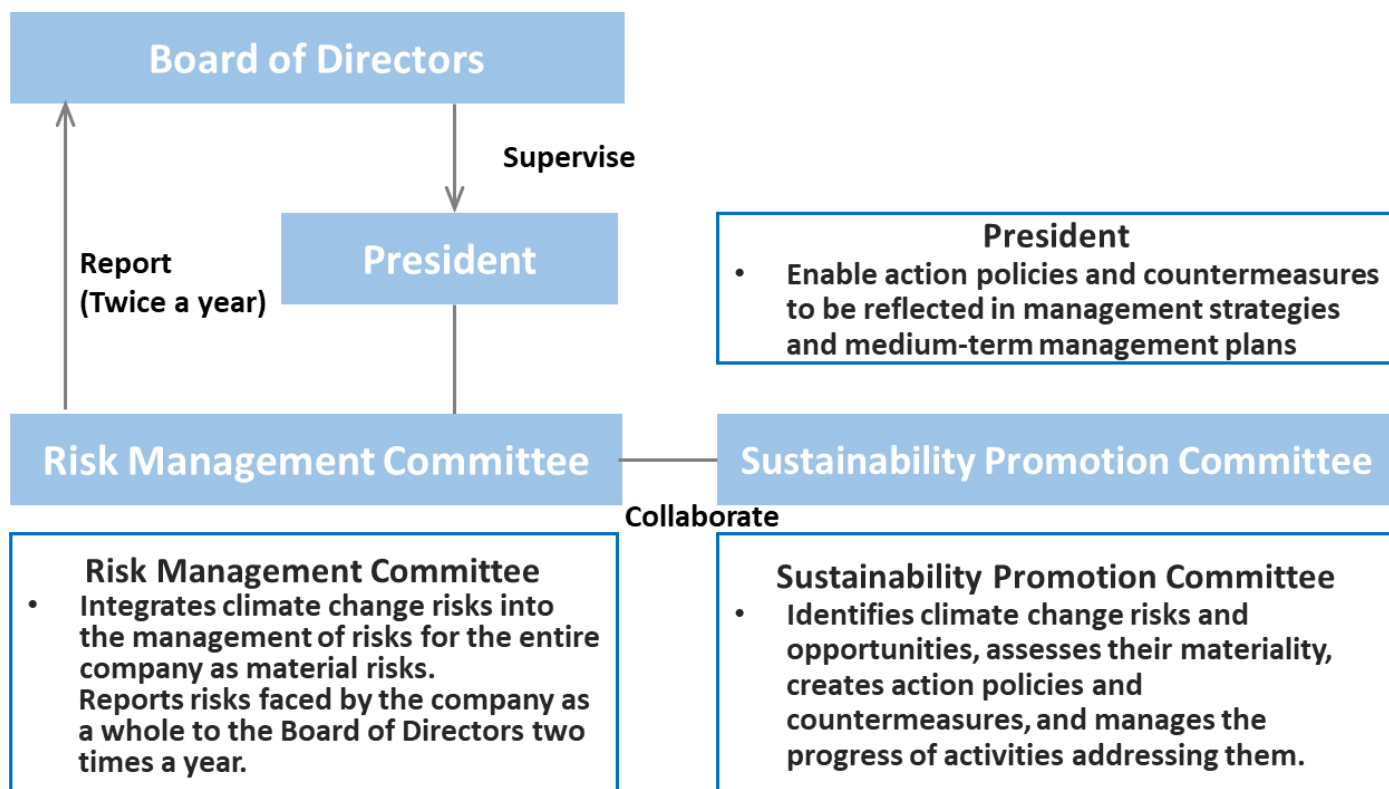 Board of Directors
Supervise
President
Report
(Twice a year)
President
• Enable action policies and countermeasures
to be reflected in management strategies
and medium-term management plans
Risk Management Committee
Sustainability Promotion Committee
Collaborate
Risk Management Committee
• Integrates climate change risks into
the management of risks for the entire
company as material risks.
Reports risks faced by the company as
a whole to the Board of Directors two
times a year.
Sustainability Promotion Committee
• Identifies climate change risks and
opportunities, assesses their materiality,
creates action policies and
countermeasures, and manages the
progress of activities addressing them.